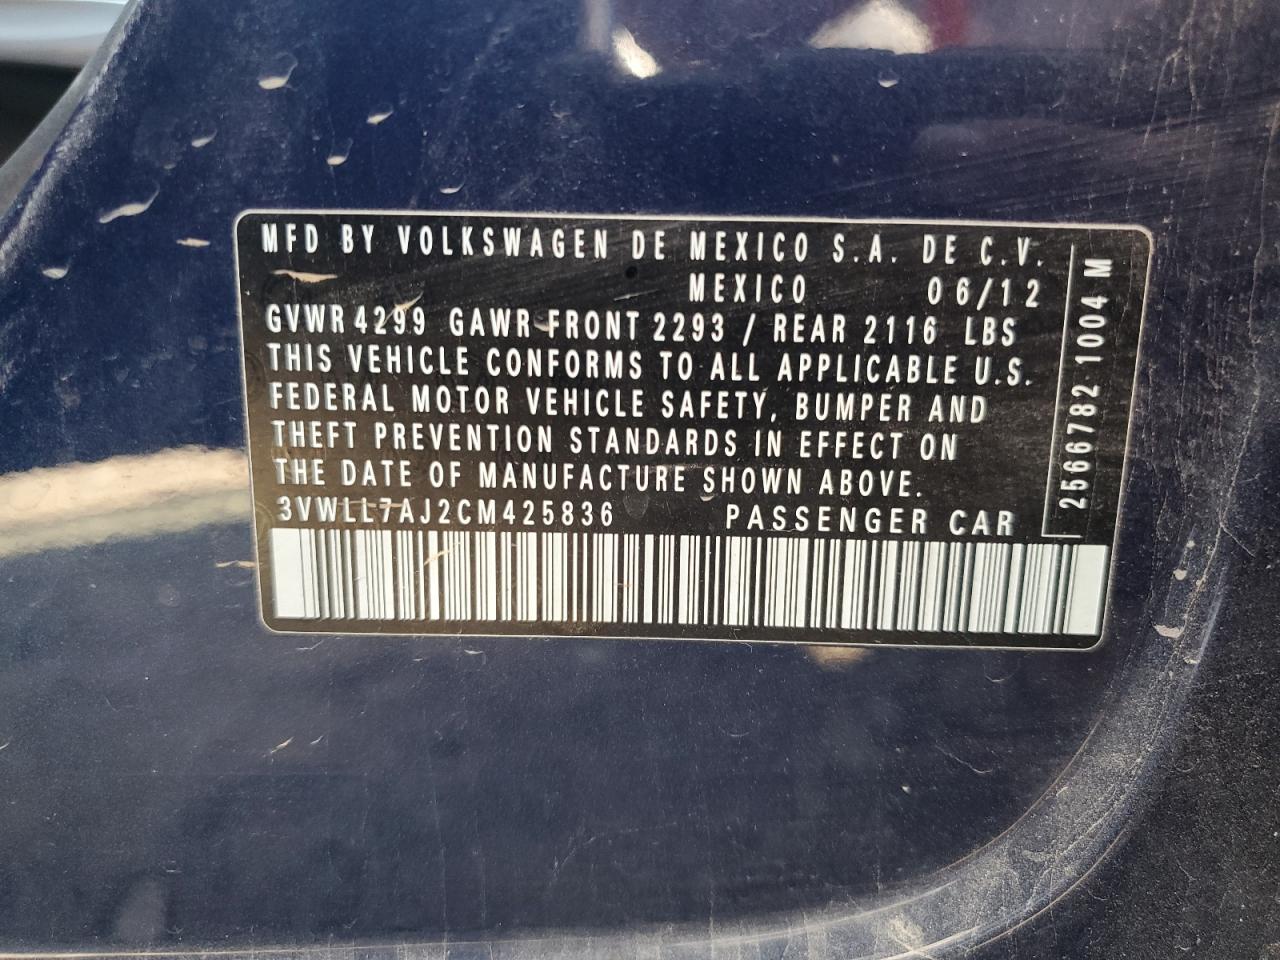 MFD BY VOLKSWAGEN DE MEXICO S.A. DE C.V.
MEXICO 06/12
GVWR 4299 GAWR FRONT 2293 / REAR 2116 LBS
THIS VEHICLE CONFORMS TO ALL APPLICABLE U.S.
FEDERAL MOTOR VEHICLE SAFETY, BUMPER AND
THEFT PREVENTION STANDARDS IN EFFECT ON
THE DATE OF MANUFACTURE SHOWN ABOVE.
3VWLL7AJ2CM425836 PASSENGER CAR
2566782 1004 M